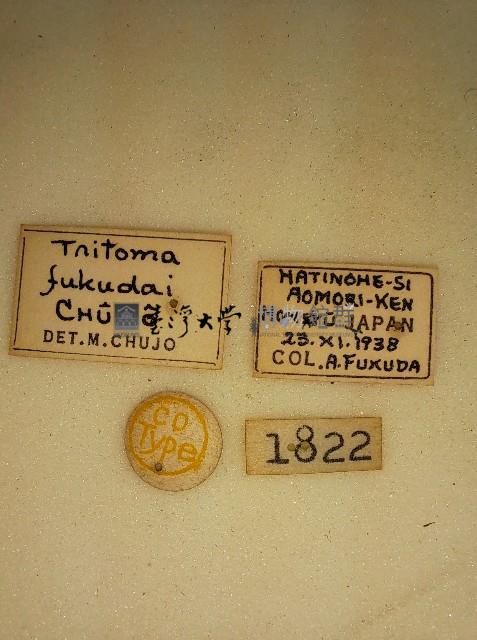 Tritoma
fukudai
CHÛJÔ
DET.M.CHUJO
HATINOHE-SI
AOMORI-KEN
JAPAN
23.XI.1938
COL.A.FUKUDA
臺灣大學
Co
Type
1822